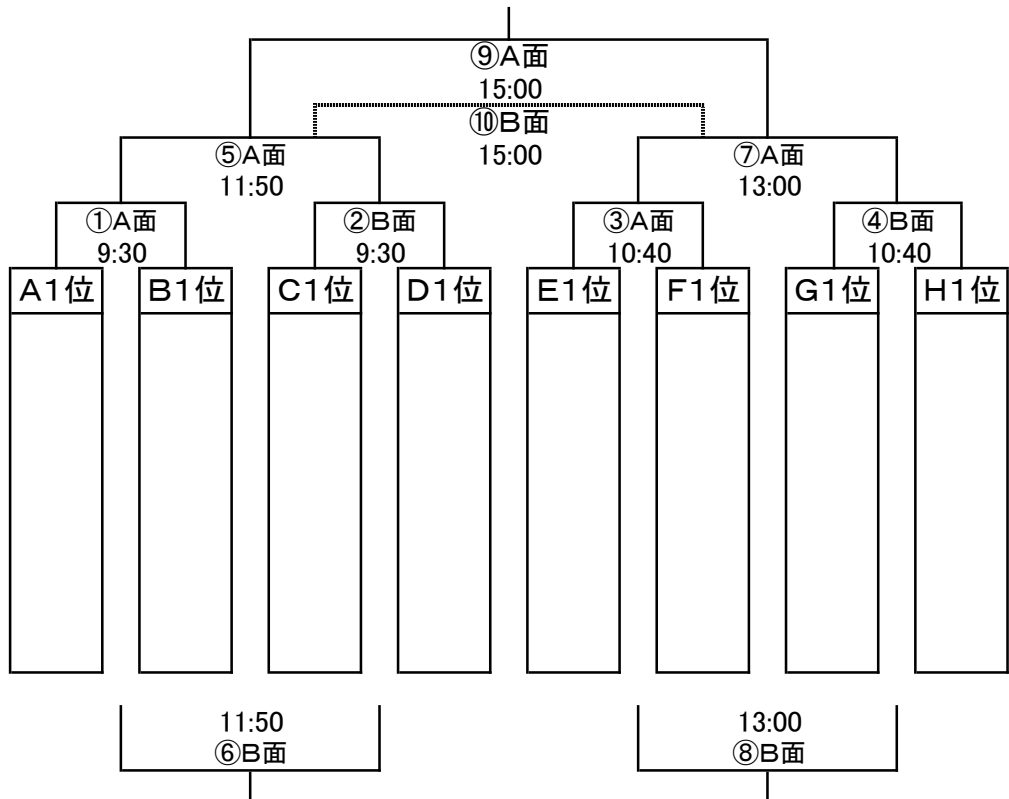 ⑨A面
15:00
⑩B面
15:00
⑤A面
11:50
⑦A面
13:00
①A面
9:30
②B面
9:30
③A面
10:40
④B面
10:40
A1位
B1位
C1位
D1位
E1位
F1位
G1位
H1位
11:50
⑥B面
13:00
⑧B面